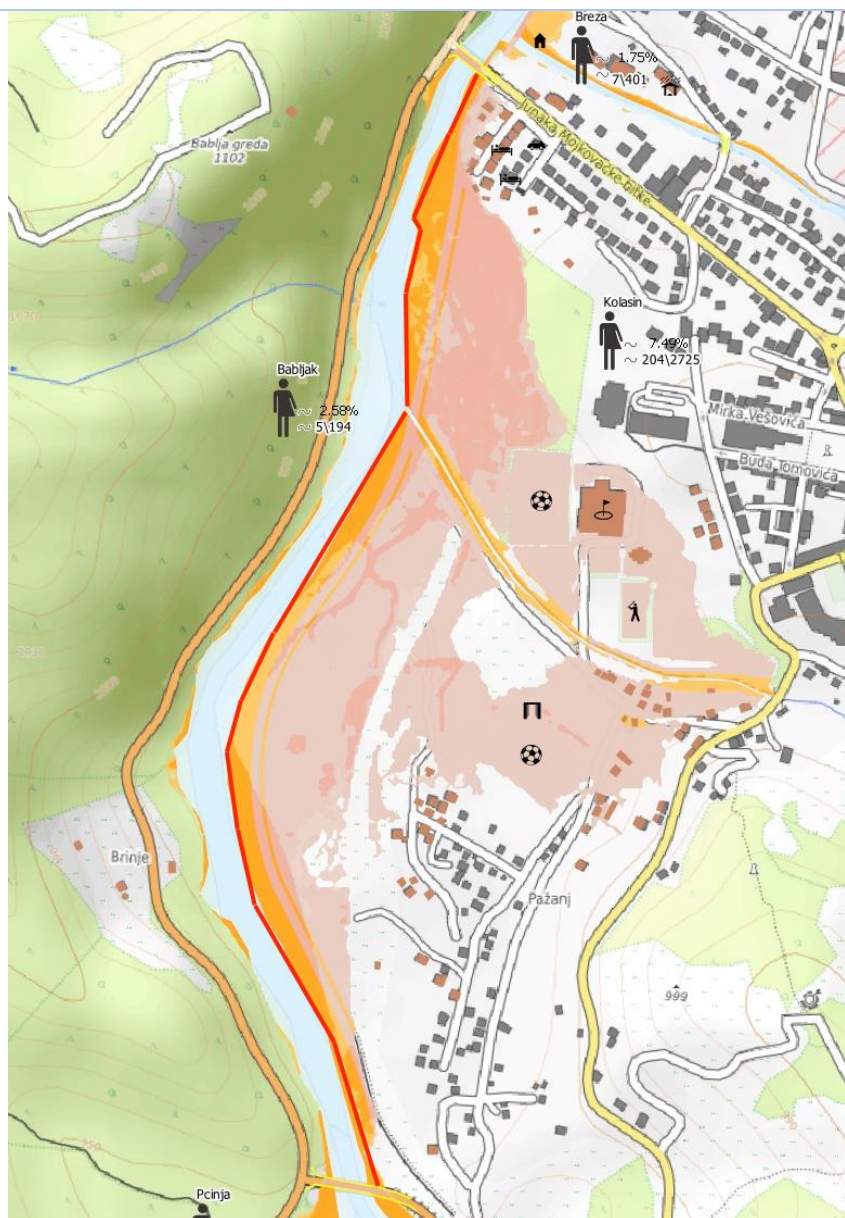 Breza
~ 1.75%
~ 7\401
Junaka Mojkovačke bitke
Bablja greda
1102
Kolasin
~ 7.49%
~ 204\2725
Babljak
~ 2.58%
~ 5\194
Mirka Vešovića
Buda Tomovića
Brinje
Pažanj
999
Pcinja